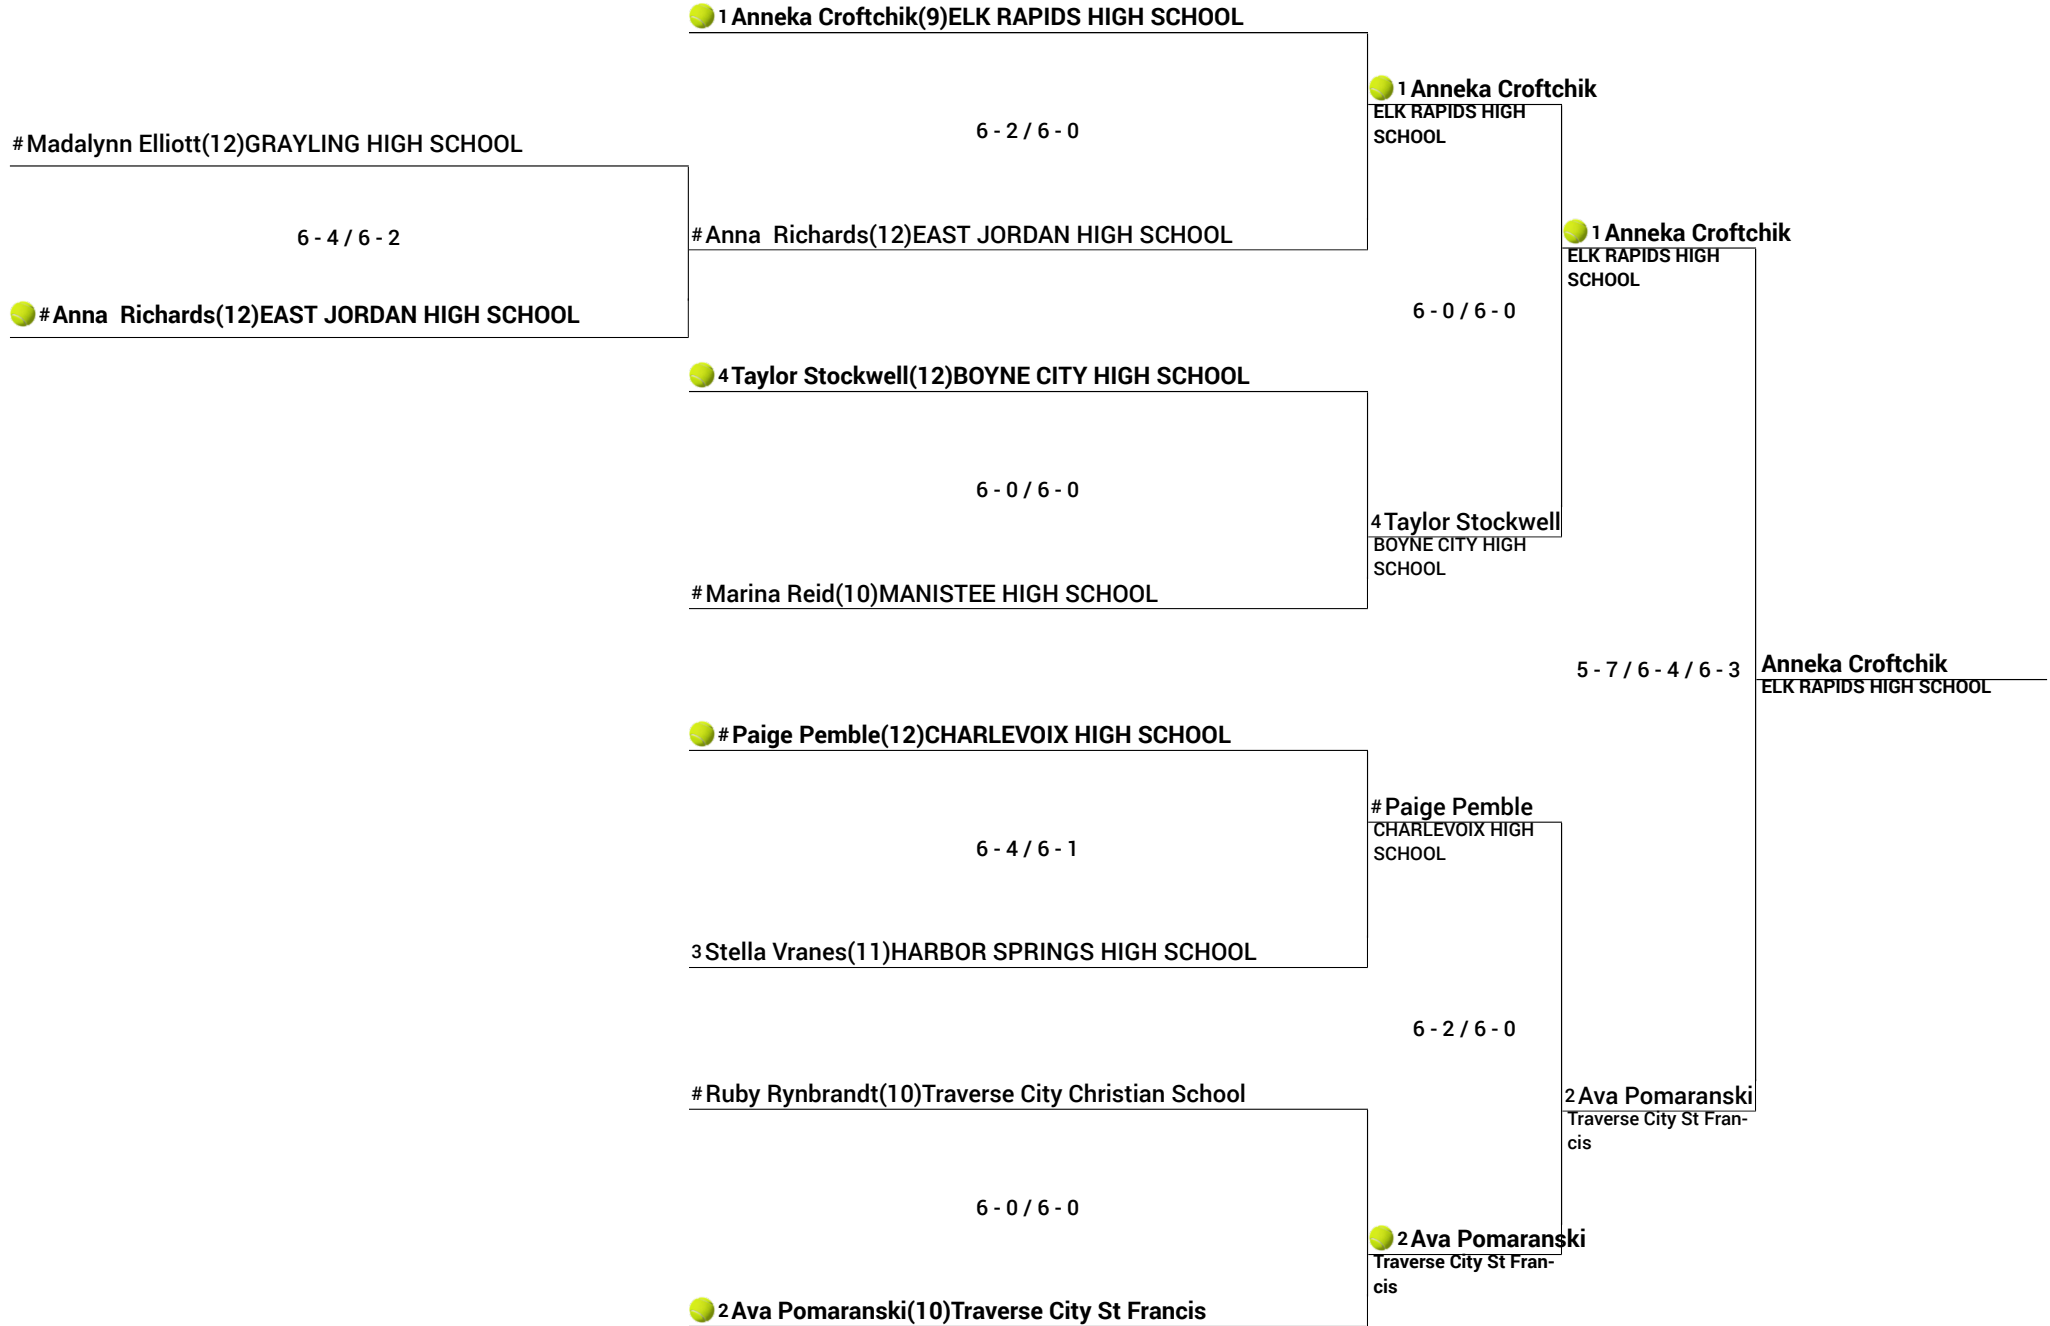 1 Anneka Croftchik(9)ELK RAPIDS HIGH SCHOOL
1 Anneka Croftchik
ELK RAPIDS HIGH
SCHOOL
6 - 2 / 6 - 0
# Madalynn Elliott(12)GRAYLING HIGH SCHOOL
6 - 4 / 6 - 2
# Anna  Richards(12)EAST JORDAN HIGH SCHOOL
1 Anneka Croftchik
ELK RAPIDS HIGH
SCHOOL
# Anna  Richards(12)EAST JORDAN HIGH SCHOOL
6 - 0 / 6 - 0
4 Taylor Stockwell(12)BOYNE CITY HIGH SCHOOL
6 - 0 / 6 - 0
4 Taylor Stockwell
BOYNE CITY HIGH
SCHOOL
# Marina Reid(10)MANISTEE HIGH SCHOOL
5 - 7 / 6 - 4 / 6 - 3
Anneka Croftchik
ELK RAPIDS HIGH SCHOOL
# Paige Pemble(12)CHARLEVOIX HIGH SCHOOL
# Paige Pemble
CHARLEVOIX HIGH
SCHOOL
6 - 4 / 6 - 1
3 Stella Vranes(11)HARBOR SPRINGS HIGH SCHOOL
6 - 2 / 6 - 0
# Ruby Rynbrandt(10)Traverse City Christian School
2 Ava Pomaranski
Traverse City St Fran-
cis
6 - 0 / 6 - 0
2 Ava Pomaranski
Traverse City St Fran-
cis
2 Ava Pomaranski(10)Traverse City St Francis